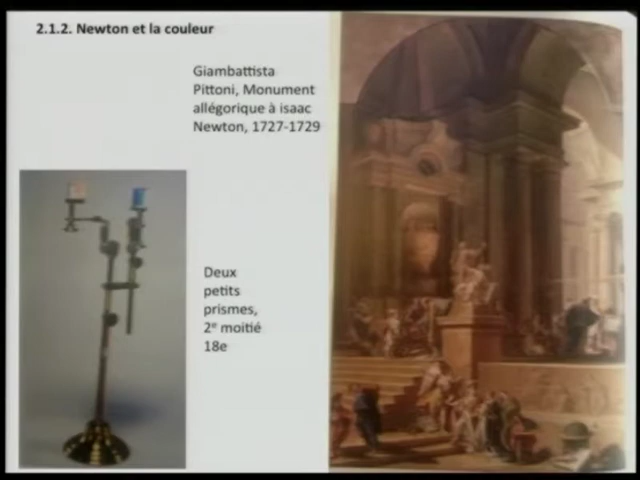 2.1.2. Newton et la couleur
Giambattista
Pittoni, Monument
allégorique à isaac
Newton, 1727-1729
Deux
petits
prismes,
2e moitié
18e